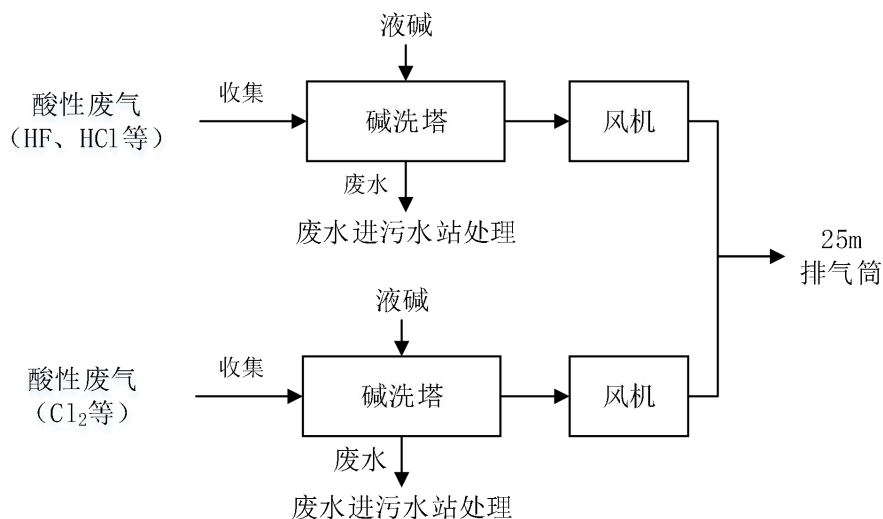 液碱
酸性废气
（HF、HCl等）
收集
碱洗塔
风机
废水
废水进污水站处理
25m
排气筒
液碱
酸性废气
（Cl₂等）
收集
碱洗塔
风机
废水
废水进污水站处理